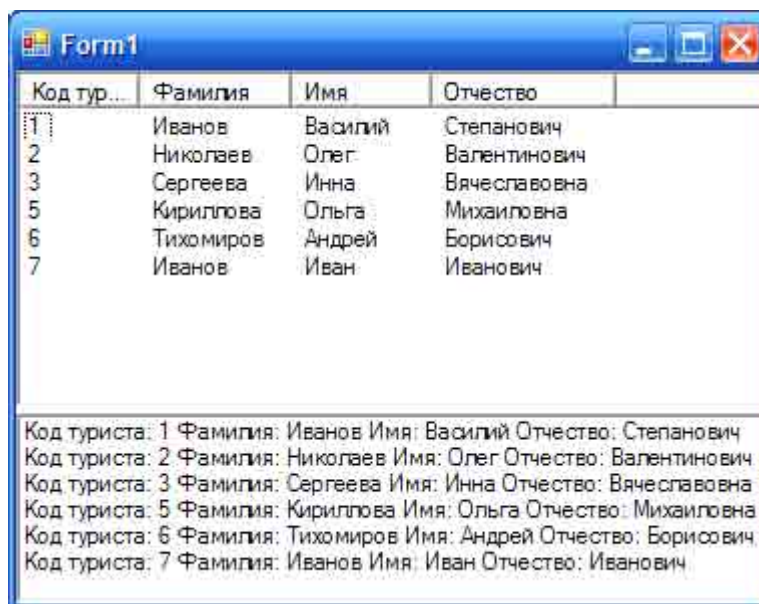 Form1
Код тур... Фамилия Имя Отчество
1 Иванов Василий Степанович
2 Николаев Олег Валентинович
3 Сергеева Инна Вячеславовна
5 Кириллова Ольга Михаиловна
6 Тихомиров Андрей Борисович
7 Иванов Иван Иванович
Код туриста: 1 Фамилия: Иванов Имя: Василий Отчество: Степанович
Код туриста: 2 Фамилия: Николаев Имя: Олег Отчество: Валентинович
Код туриста: 3 Фамилия: Сергеева Имя: Инна Отчество: Вячеславовна
Код туриста: 5 Фамилия: Кириллова Имя: Ольга Отчество: Михаиловна
Код туриста: 6 Фамилия: Тихомиров Имя: Андрей Отчество: Борисович
Код туриста: 7 Фамилия: Иванов Имя: Иван Отчество: Иванович